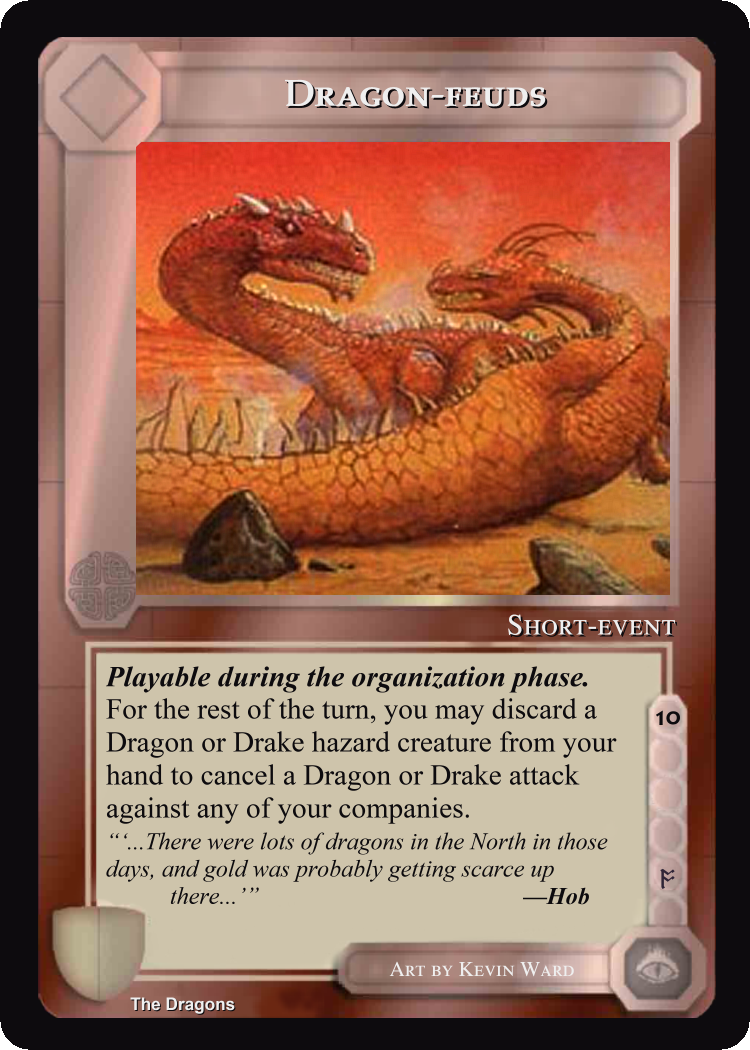 Dragon-feuds
Short-event
Playable during the organization phase.
For the rest of the turn, you may discard a
Dragon or Drake hazard creature from your
hand to cancel a Dragon or Drake attack
against any of your companies.
“‘...There were lots of dragons in the North in those
days, and gold was probably getting scarce up
there...’” —Hob
10
Art by Kevin Ward
The Dragons